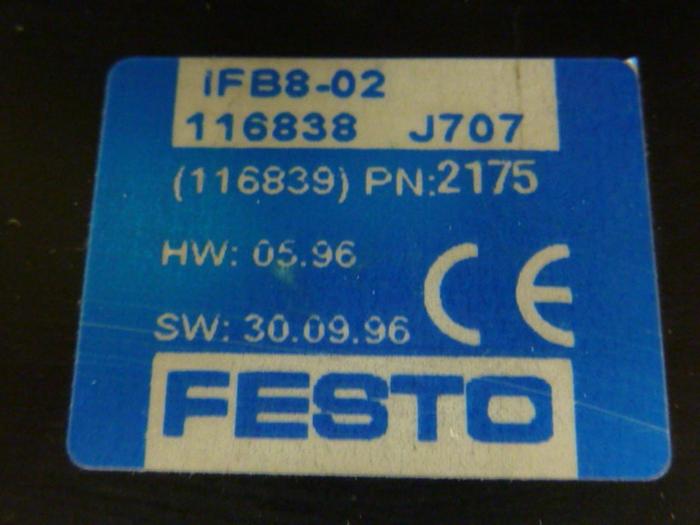 IFB8-02
116838 J707
(116839) PN:2175
HW: 05.96
SW: 30.09.96
CE
FESTO